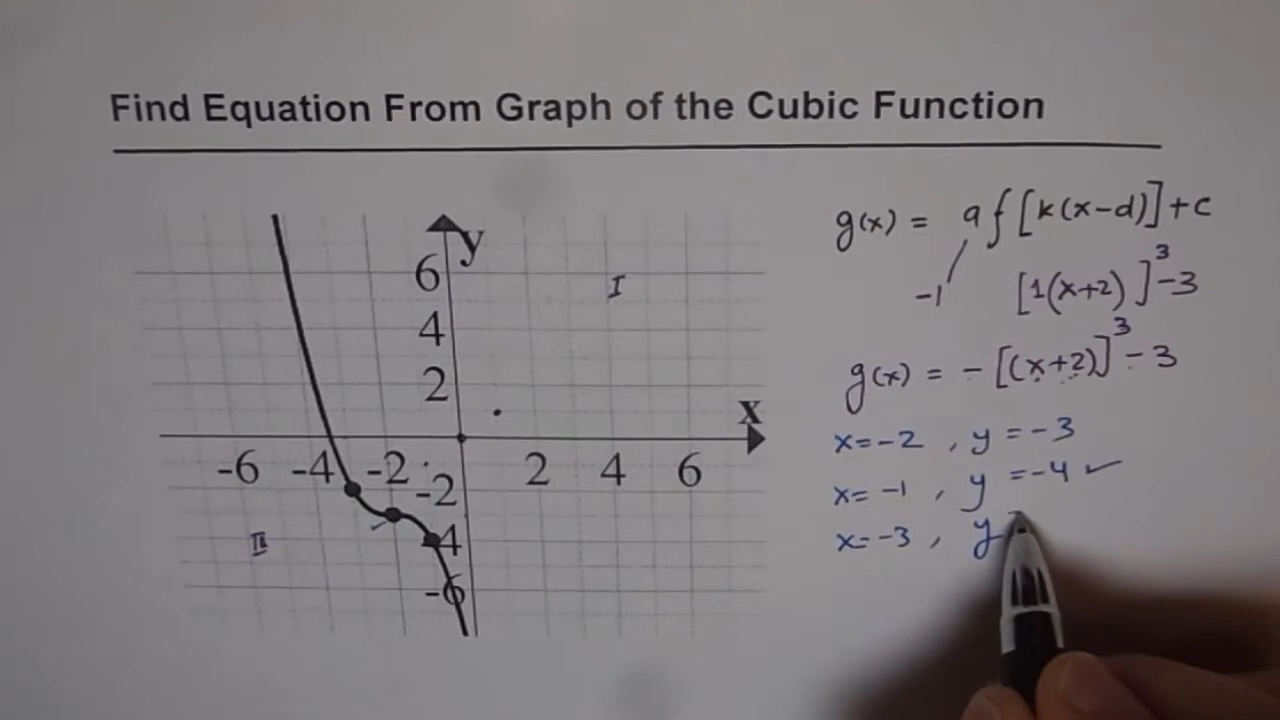 Find Equation From Graph of the Cubic Function
g(x) = a f [k(x-d)] + c
-1 [1(x+2)]³ - 3
g(x) = - [(x+2)]³ - 3
x = -2 , y = -3
x = -1 , y = -4 ✓
x = -3 , y
y
6
I
4
2
x
-6 -4 -2 2 4 6
-2
II
-4
-6